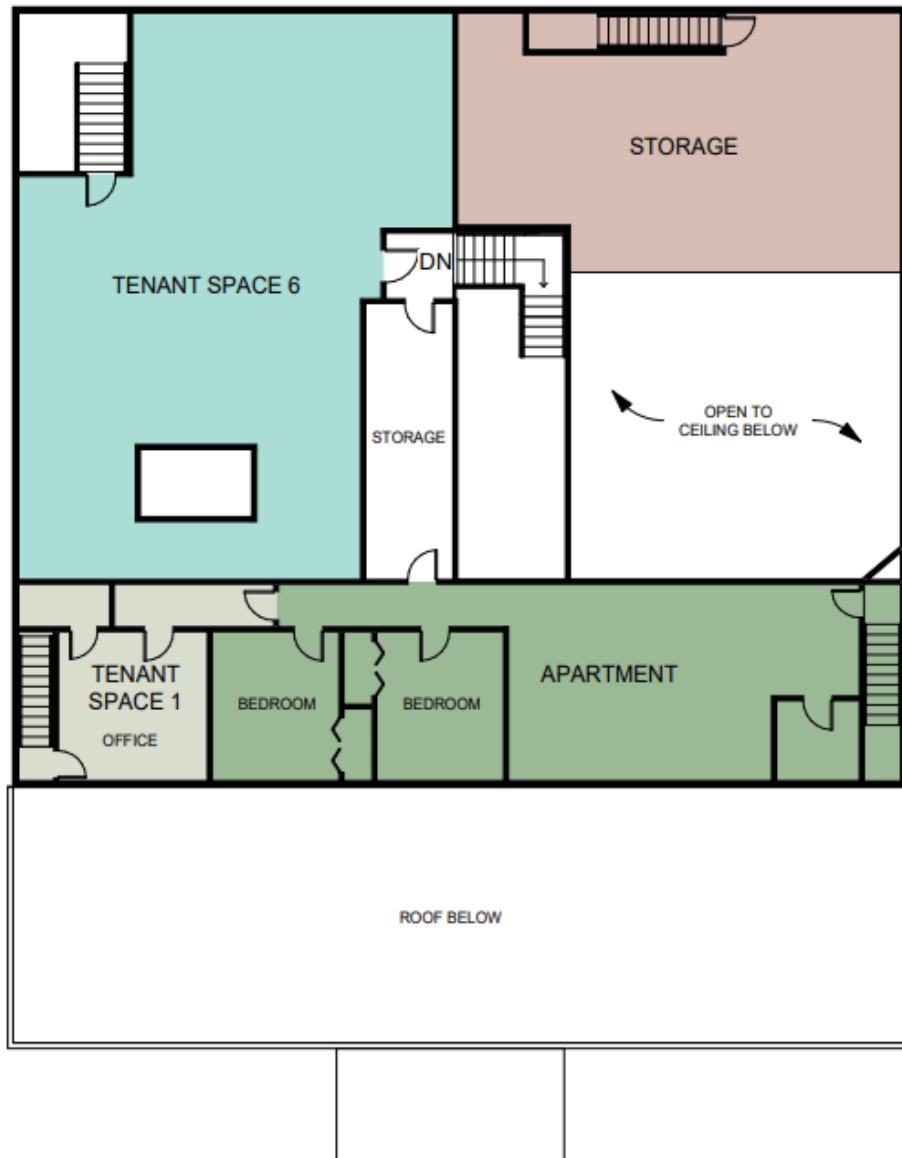 STORAGE
DN
TENANT SPACE 6
OPEN TO
CEILING BELOW
STORAGE
TENANT
SPACE 1
OFFICE
BEDROOM
BEDROOM
APARTMENT
ROOF BELOW